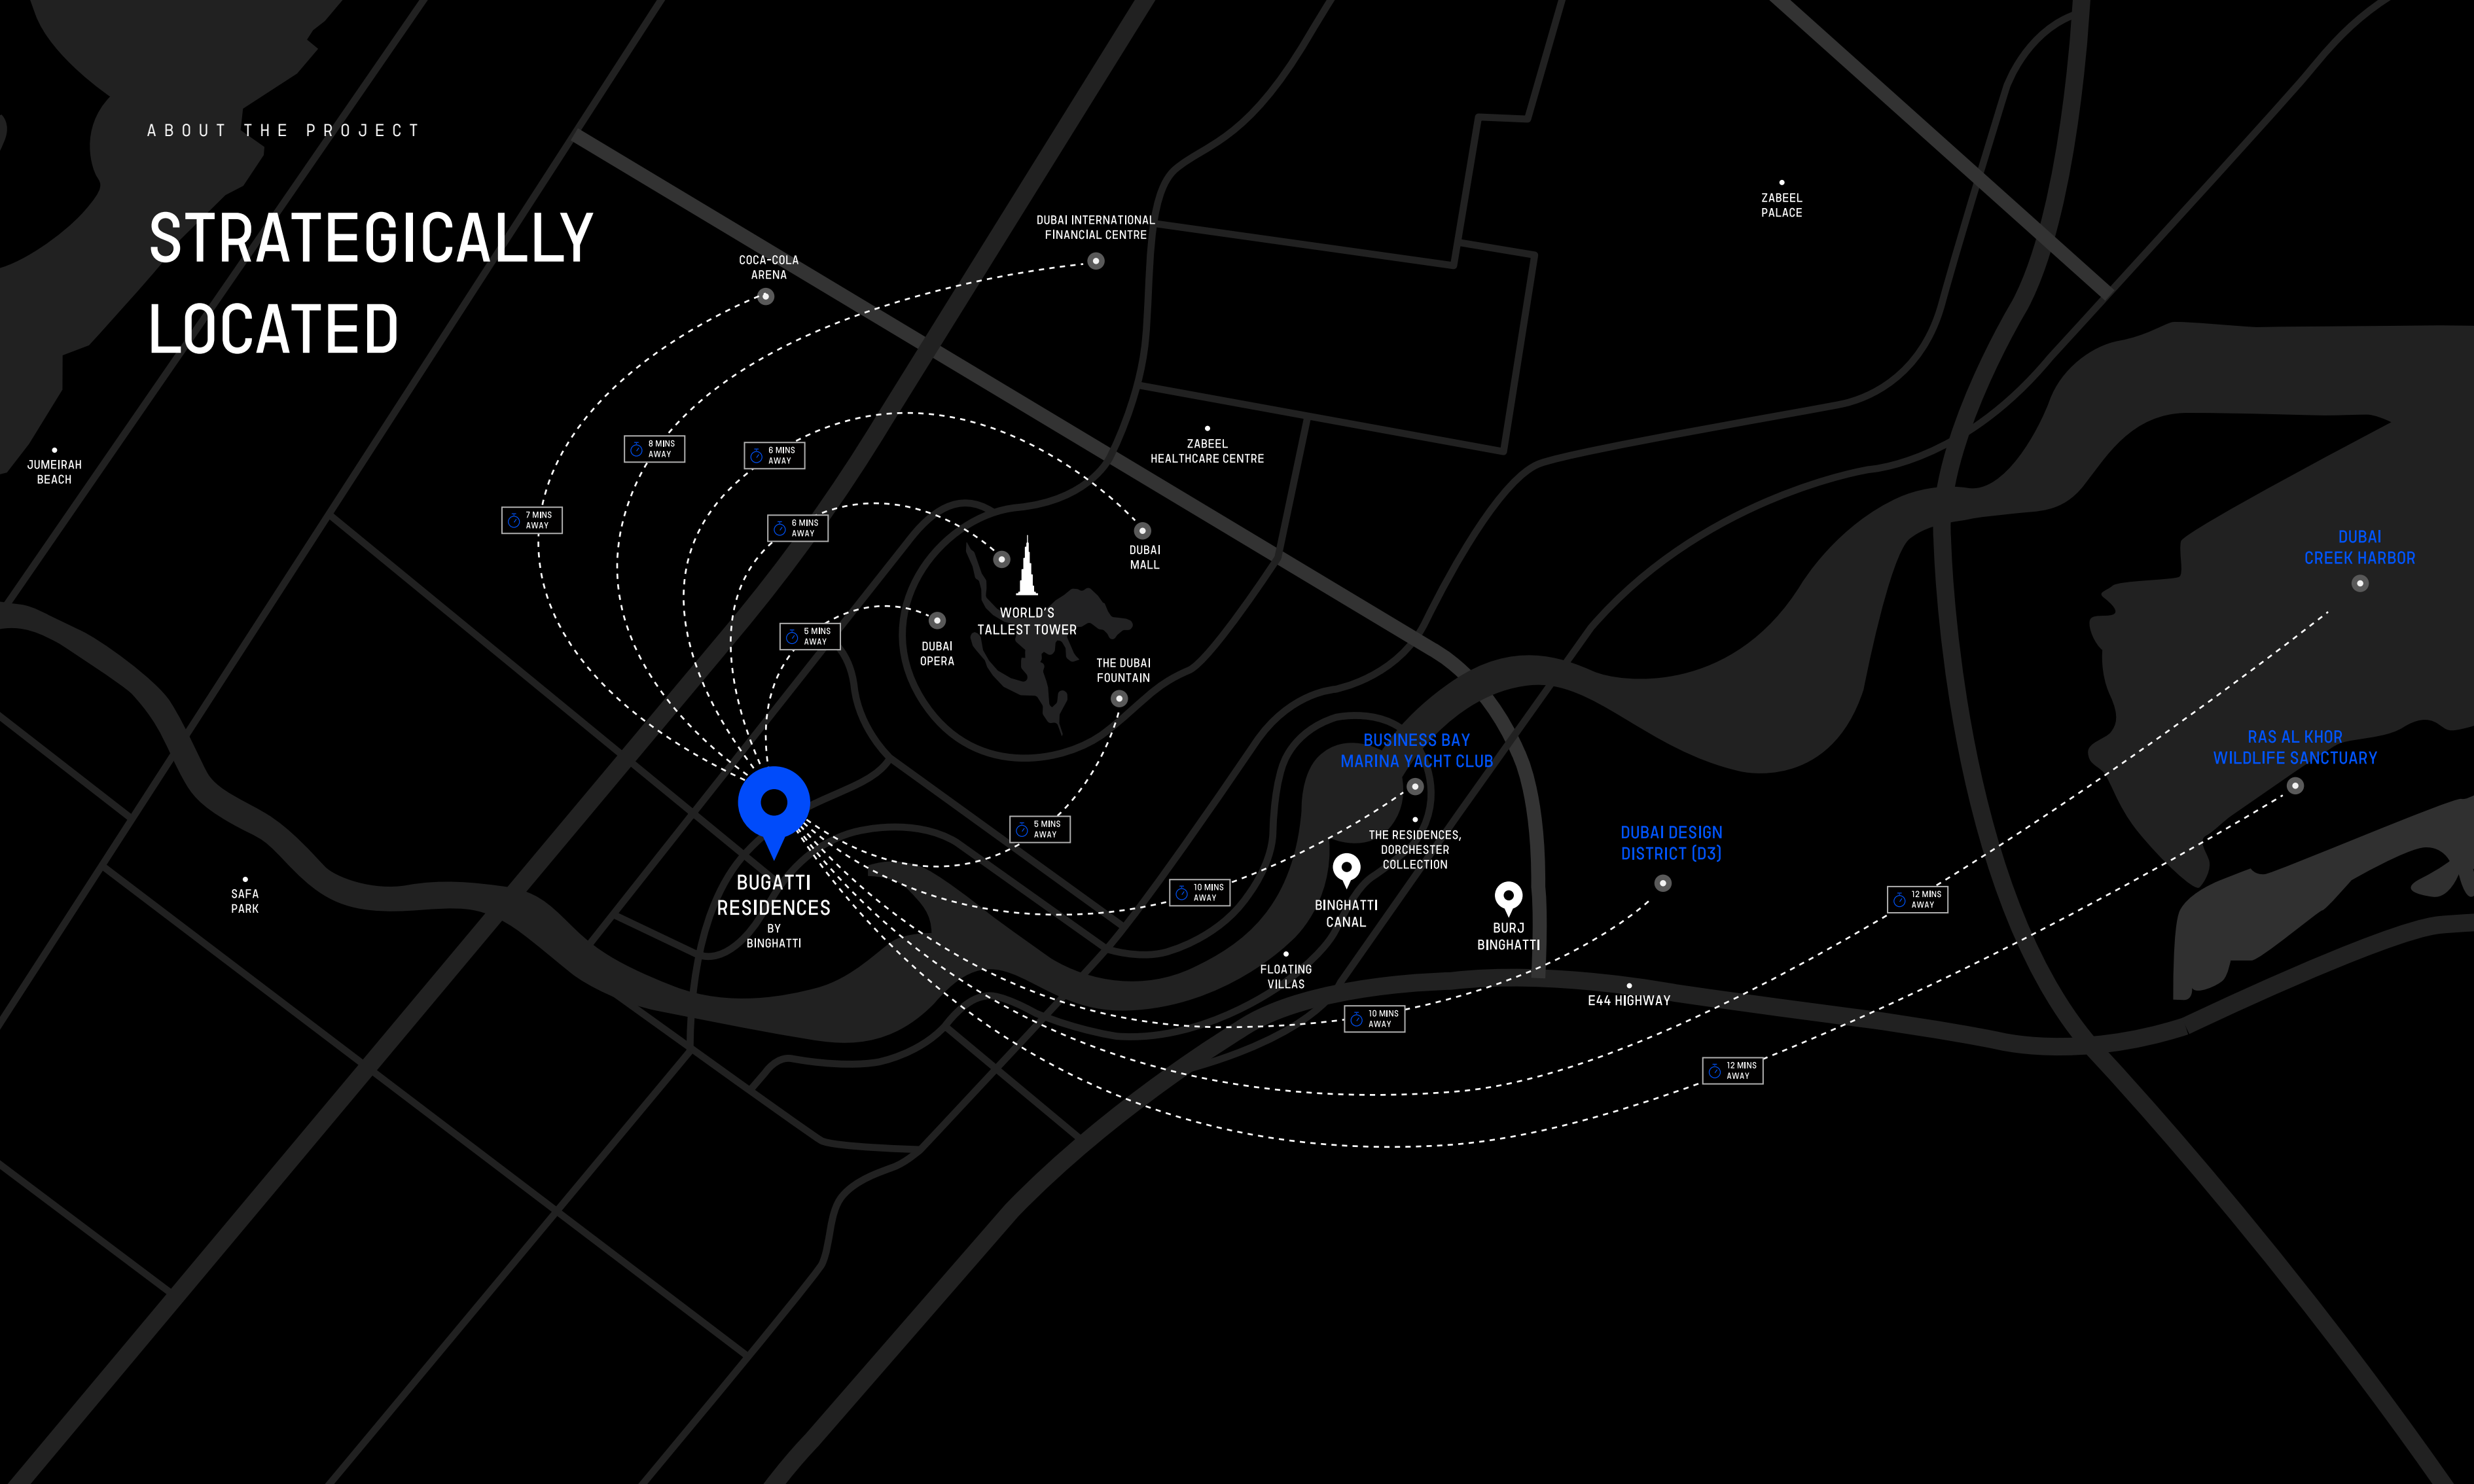 ABOUT THE PROJECT
STRATEGICALLY
LOCATED
ZABEEL
PALACE
DUBAI INTERNATIONAL
FINANCIAL CENTRE
COCA-COLA
ARENA
JUMEIRAH
BEACH
8 MINS
AWAY
6 MINS
AWAY
ZABEEL
HEALTHCARE CENTRE
7 MINS
AWAY
6 MINS
AWAY
DUBAI
MALL
DUBAI
CREEK HARBOR
WORLD'S
TALLEST TOWER
5 MINS
AWAY
DUBAI
OPERA
THE DUBAI
FOUNTAIN
BUSINESS BAY
MARINA YACHT CLUB
RAS AL KHOR
WILDLIFE SANCTUARY
5 MINS
AWAY
THE RESIDENCES,
DORCHESTER
COLLECTION
DUBAI DESIGN
DISTRICT (D3)
SAFA
PARK
BUGATTI
RESIDENCES
BY
BINGHATTI
10 MINS
AWAY
BINGHATTI
CANAL
BURJ
BINGHATTI
12 MINS
AWAY
FLOATING
VILLAS
E44 HIGHWAY
10 MINS
AWAY
12 MINS
AWAY